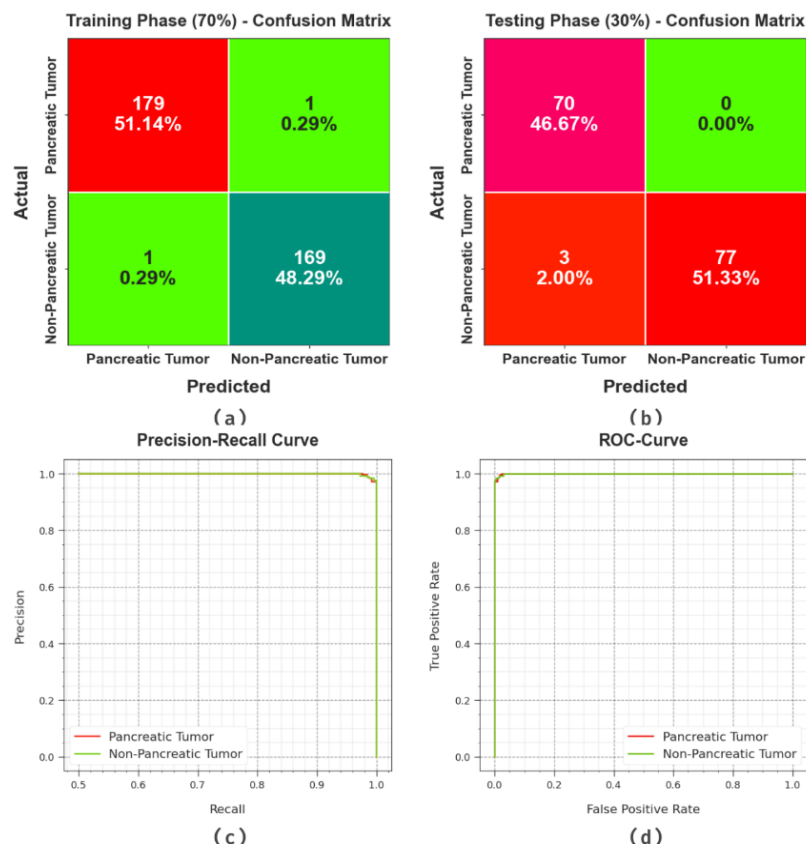 Training Phase (70%) - Confusion Matrix
Actual
Pancreatic Tumor
Non-Pancreatic Tumor
179
51.14%
1
0.29%
1
0.29%
169
48.29%
Pancreatic Tumor
Non-Pancreatic Tumor
Predicted
(a)
Testing Phase (30%) - Confusion Matrix
Actual
Pancreatic Tumor
Non-Pancreatic Tumor
70
46.67%
0
0.00%
3
2.00%
77
51.33%
Pancreatic Tumor
Non-Pancreatic Tumor
Predicted
(b)
Precision-Recall Curve
Precision
1.0
0.8
0.6
0.4
0.2
0.0
Pancreatic Tumor
Non-Pancreatic Tumor
0.5 0.6 0.7 0.8 0.9 1.0
Recall
(c)
ROC-Curve
True Positive Rate
1.0
0.8
0.6
0.4
0.2
0.0
Pancreatic Tumor
Non-Pancreatic Tumor
0.0 0.2 0.4 0.6 0.8 1.0
False Positive Rate
(d)